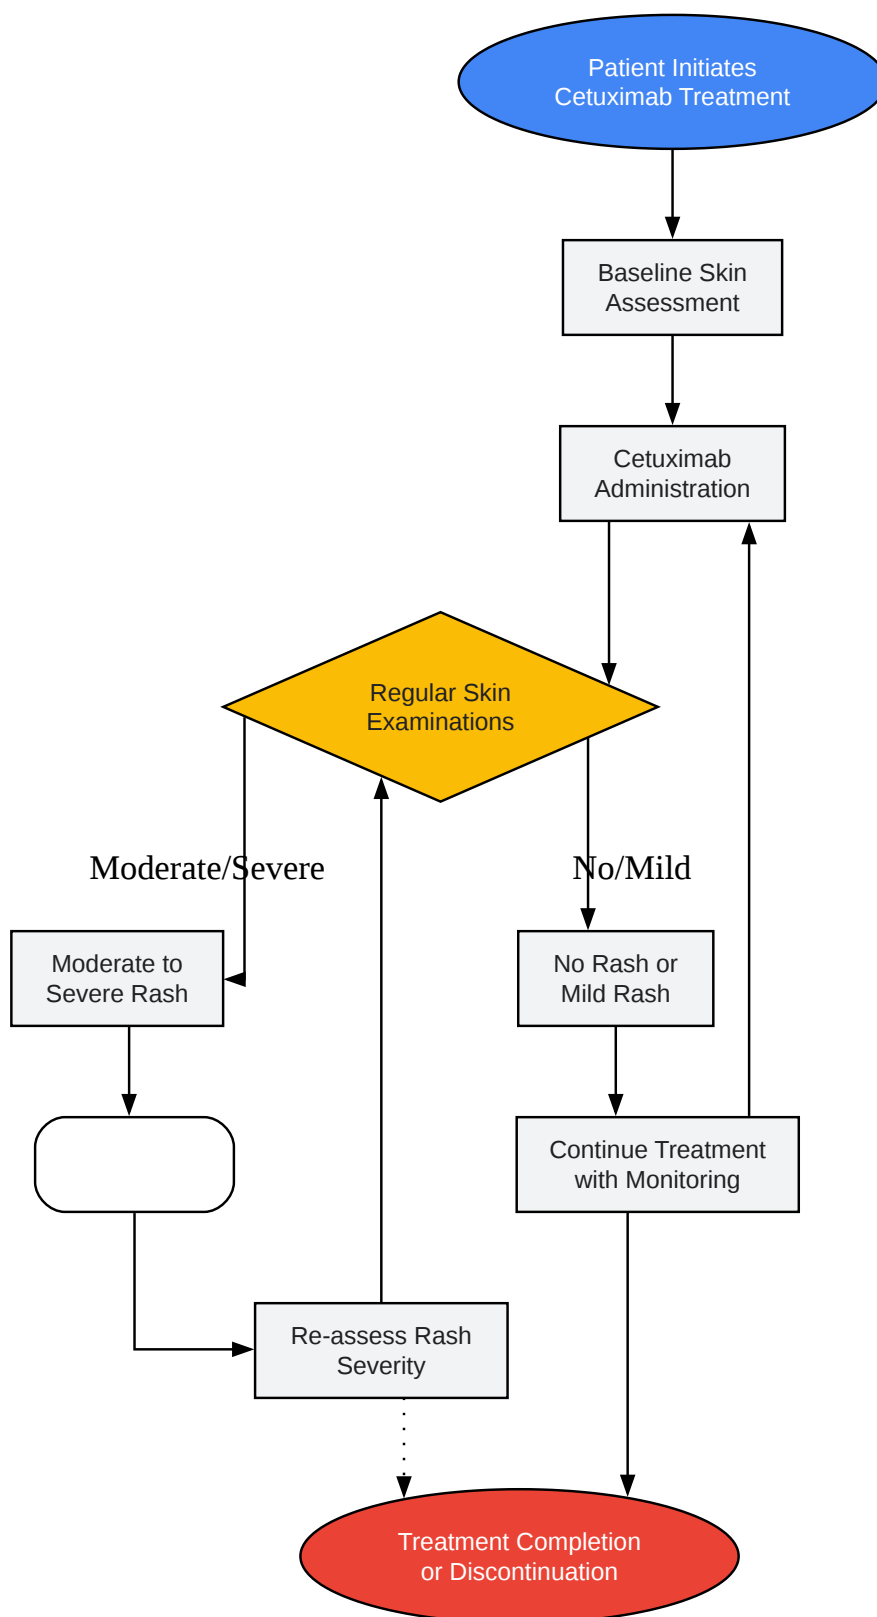 Patient Initiates
Cetuximab Treatment
Baseline Skin
Assessment
Cetuximab
Administration
Regular Skin
Examinations
Moderate/Severe
No/Mild
Moderate to
Severe Rash
No Rash or
Mild Rash
Continue Treatment
with Monitoring
Re-assess Rash
Severity
Treatment Completion
or Discontinuation